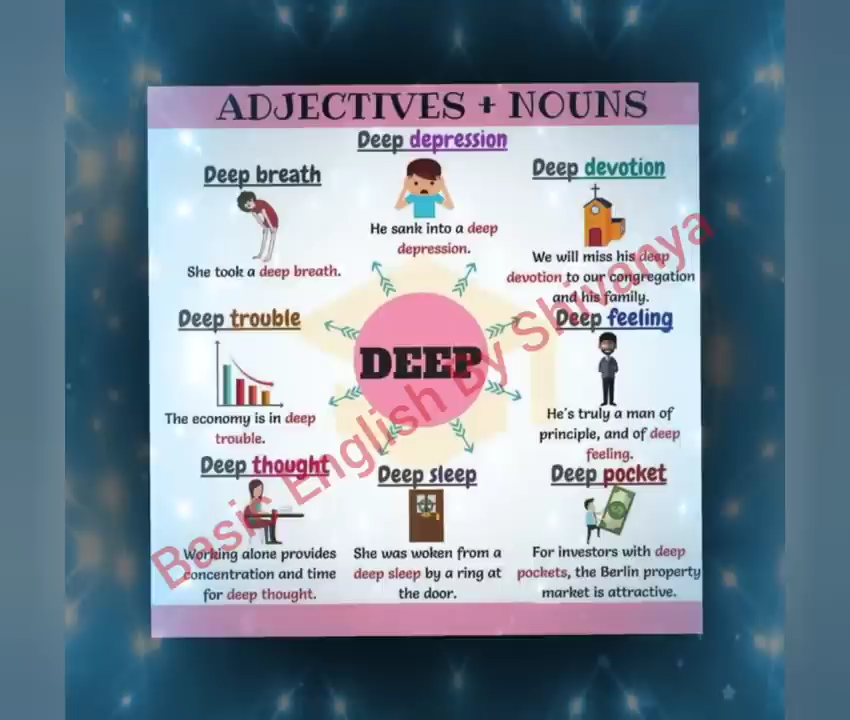 ADJECTIVES + NOUNS
Deep depression
He sank into a deep
depression.
Deep breath
She took a deep breath.
Deep devotion
We will miss his deep
devotion to our congregation
and his family.
Deep trouble
The economy is in deep
trouble.
DEEP
Deep feeling
He's truly a man of
principle, and of deep
feeling.
Deep thought
Working alone provides
concentration and time
for deep thought.
Deep sleep
She was woken from a
deep sleep by a ring at
the door.
Deep pocket
For investors with deep
pockets, the Berlin property
market is attractive.
Basic English By Shivanya